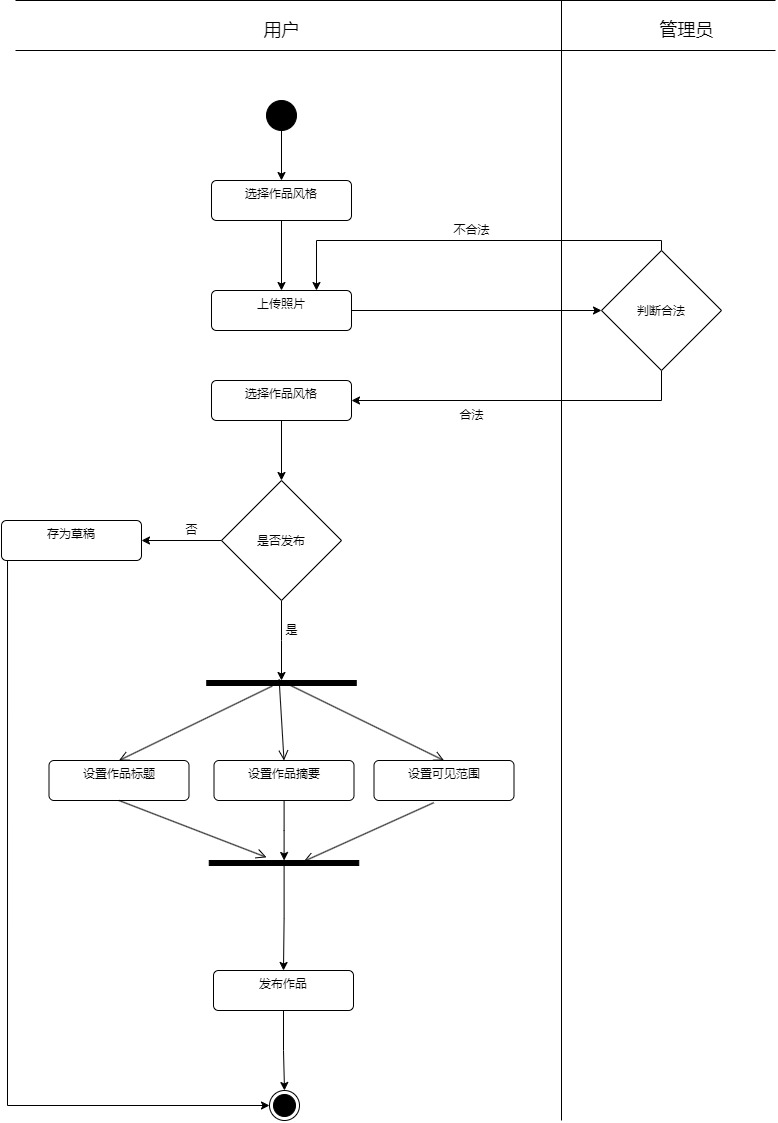 用户
管理员
选择作品风格
不合法
上传照片
判断合法
选择作品风格
合法
否
存为草稿
是否发布
是
设置作品标题
设置作品摘要
设置可见范围
发布作品